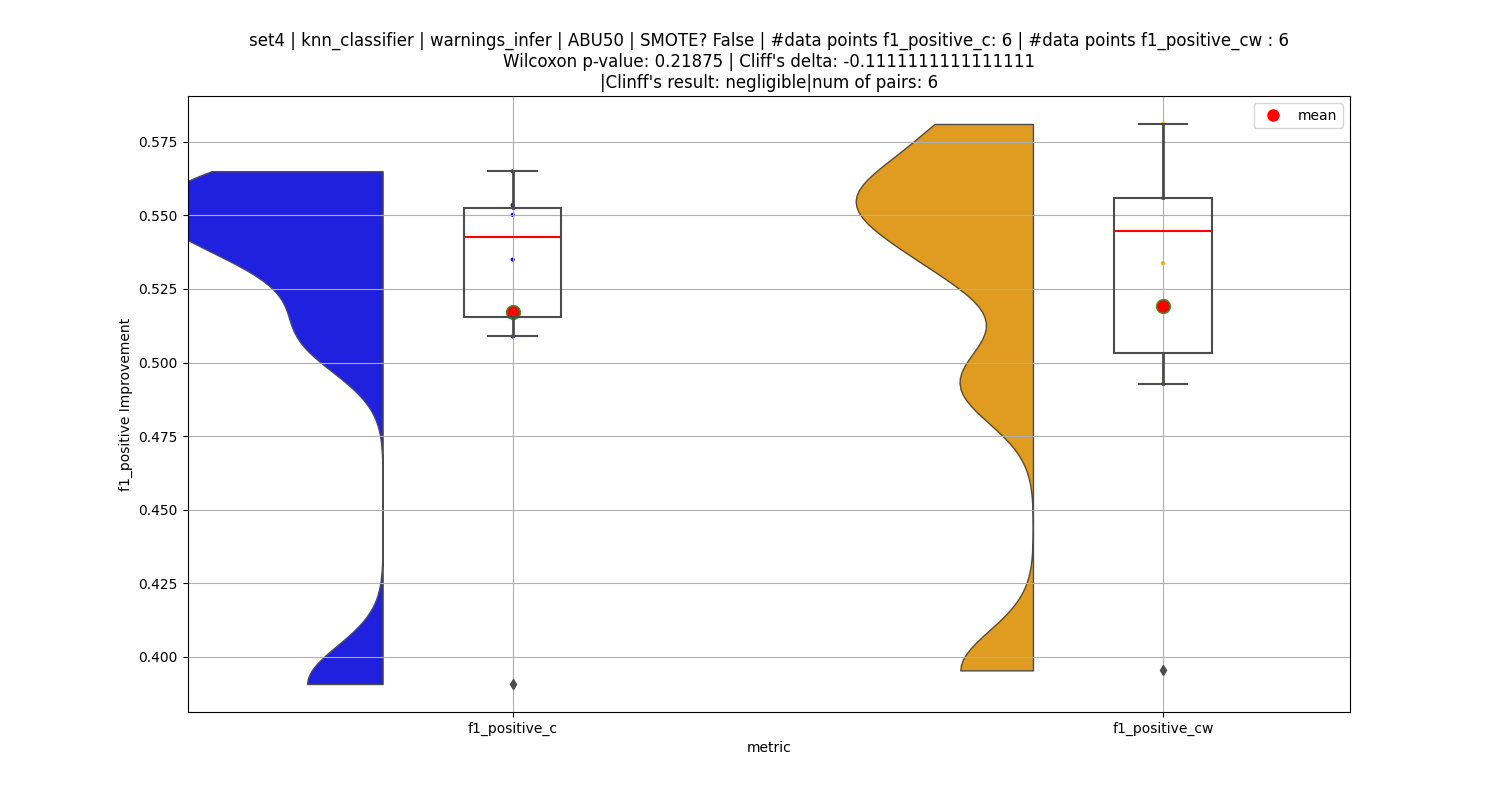 set4 | knn_classifier | warnings_infer | ABU50 | SMOTE? False | #data points f1_positive_c: 6 | #data points f1_positive_cw : 6
Wilcoxon p-value: 0.21875 | Cliff's delta: -0.1111111111111111
|Clinff's result: negligible|num of pairs: 6
mean
0.575
0.550
0.525
0.500
0.475
0.450
0.425
0.400
f1_positive Improvement
f1_positive_c
f1_positive_cw
metric